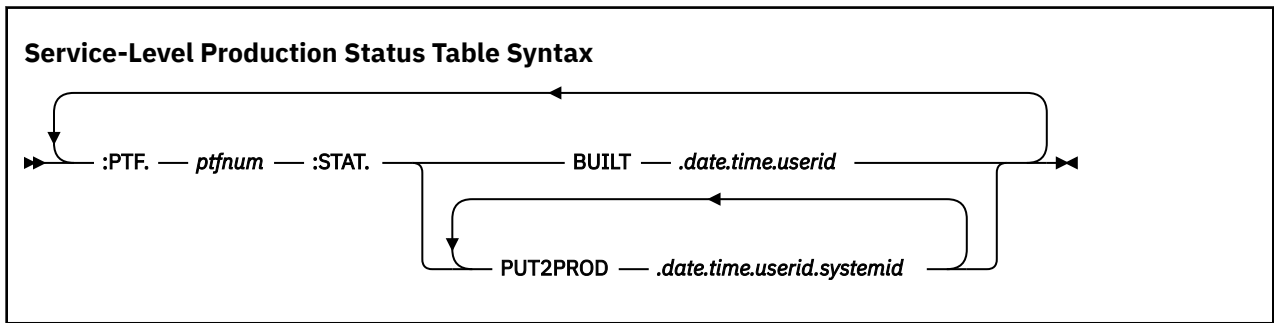 Service-Level Production Status Table Syntax
:PTF. ptfnum :STAT. BUILT .date.time.userid
PUT2PROD .date.time.userid.systemid